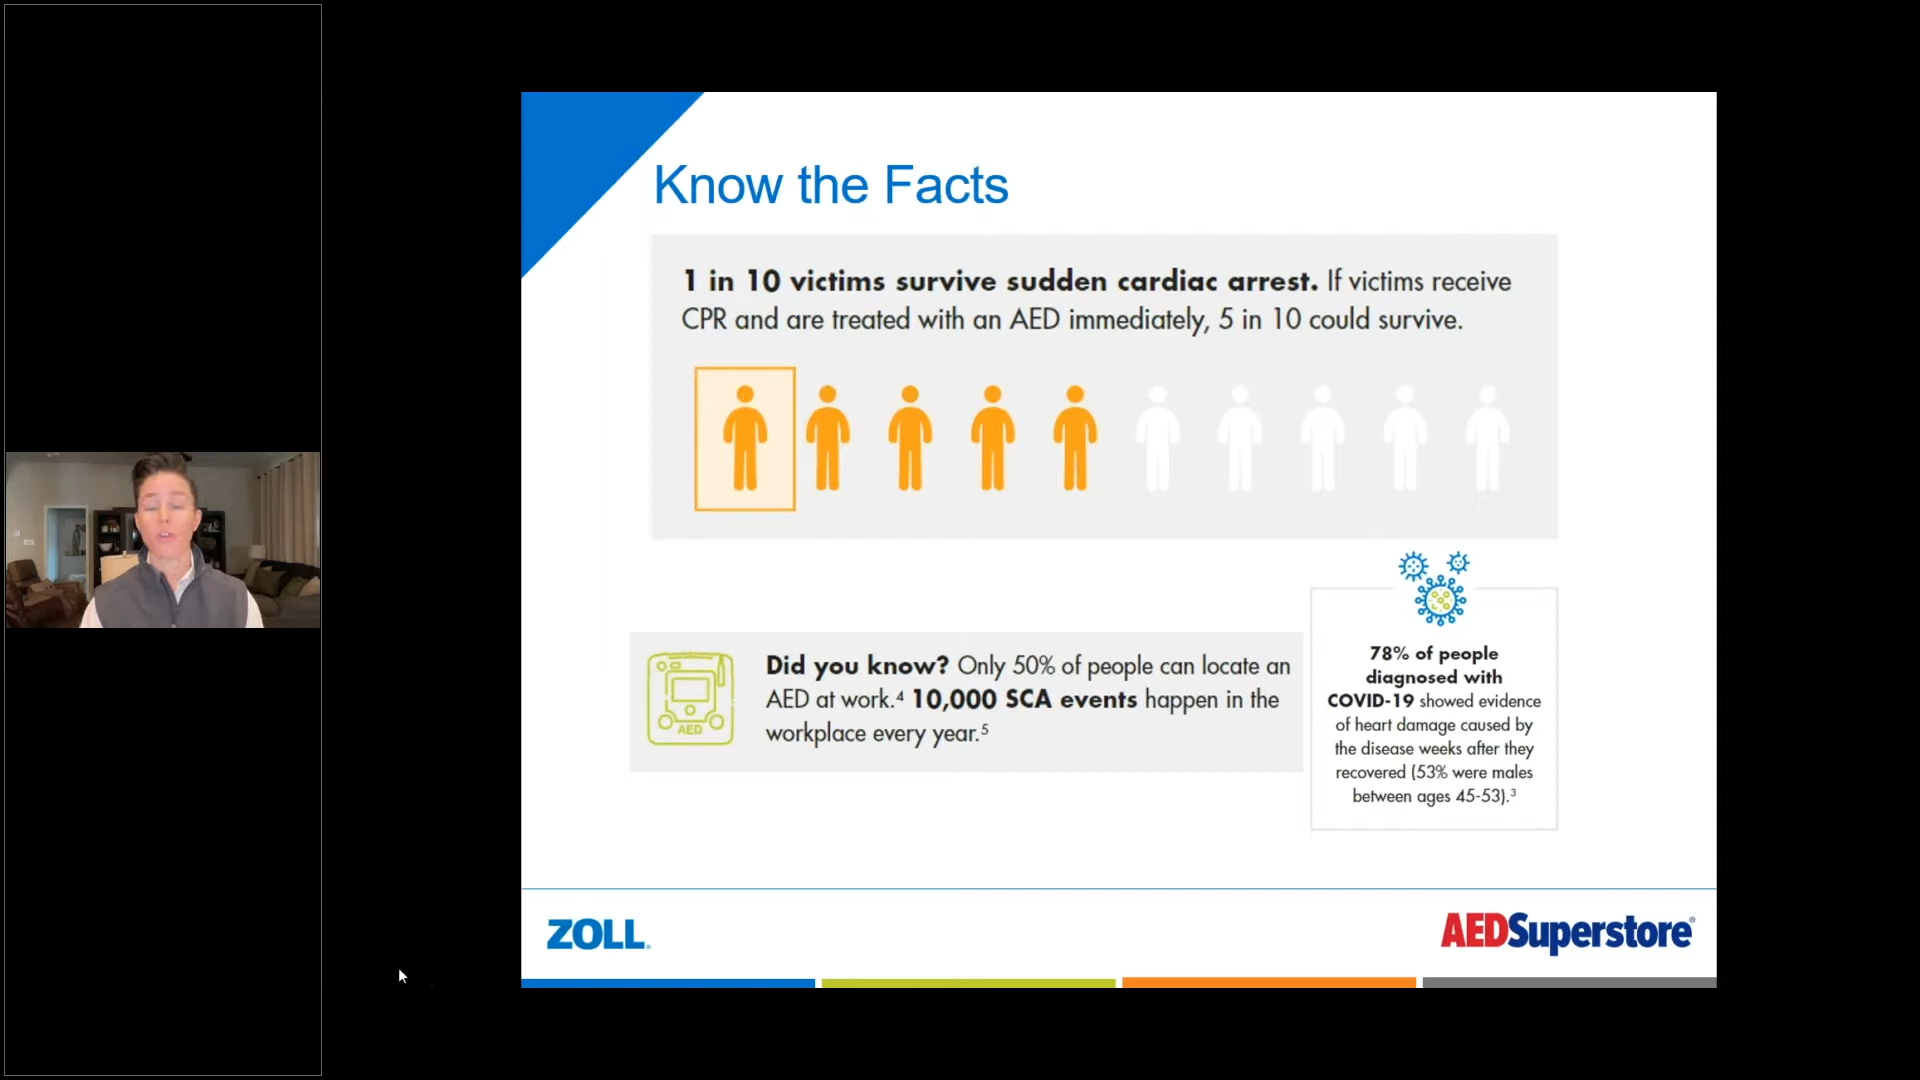 Know the Facts
1 in 10 victims survive sudden cardiac arrest. If victims receive
CPR and are treated with an AED immediately, 5 in 10 could survive.
AED
Did you know? Only 50% of people can locate an
AED at work.⁴ 10,000 SCA events happen in the
workplace every year.⁵
78% of people
diagnosed with
COVID-19 showed evidence
of heart damage caused by
the disease weeks after they
recovered (53% were males
between ages 45-53).³
ZOLL®
AEDSuperstore®